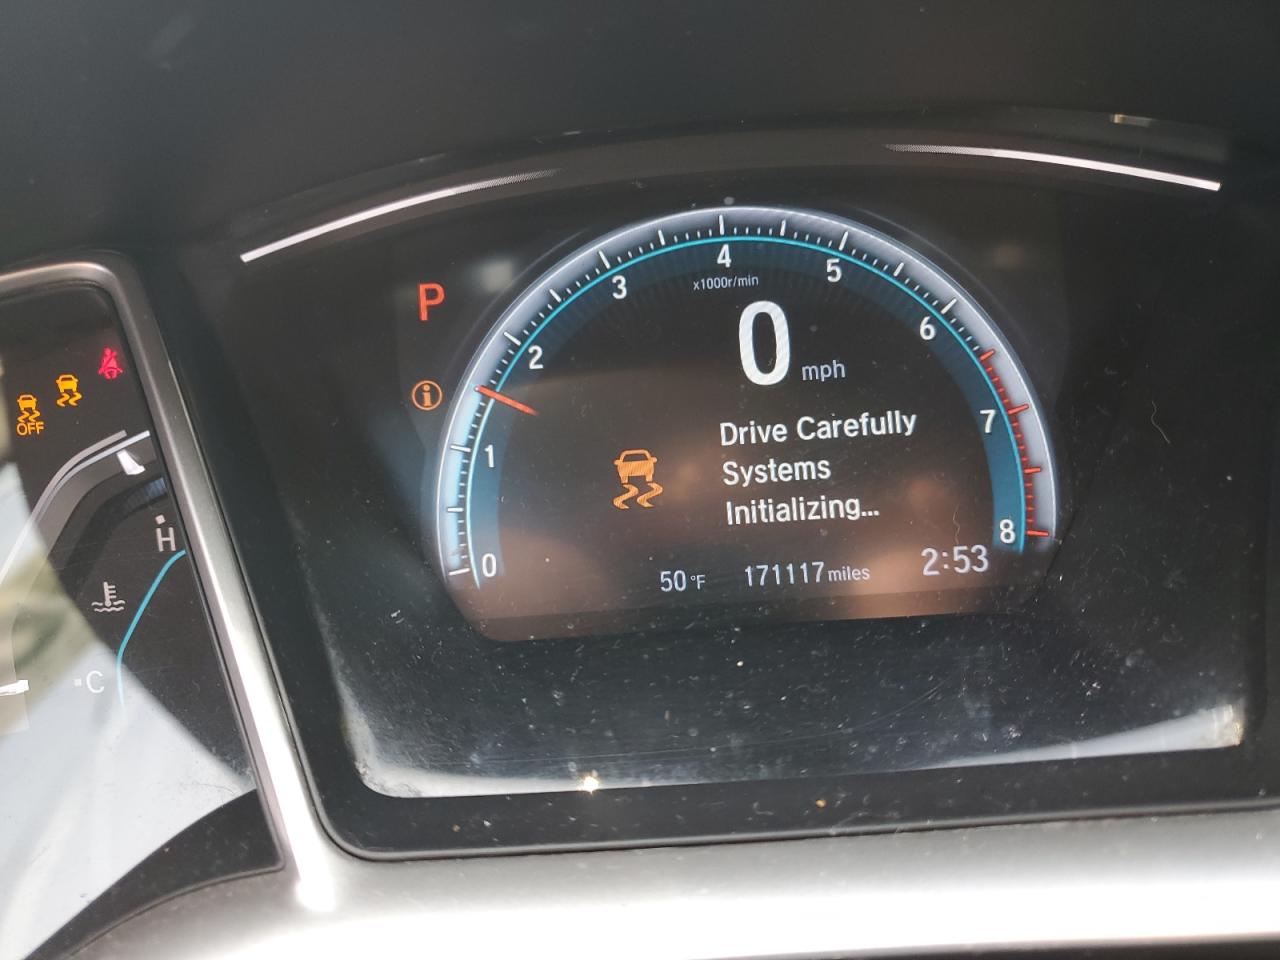 4
3
5
x1000r/min
P
0
6
2
mph
i
7
Drive Carefully
1
Systems
OFF
Initializing...
H
8
0
50°F
171117 miles
2:53
C